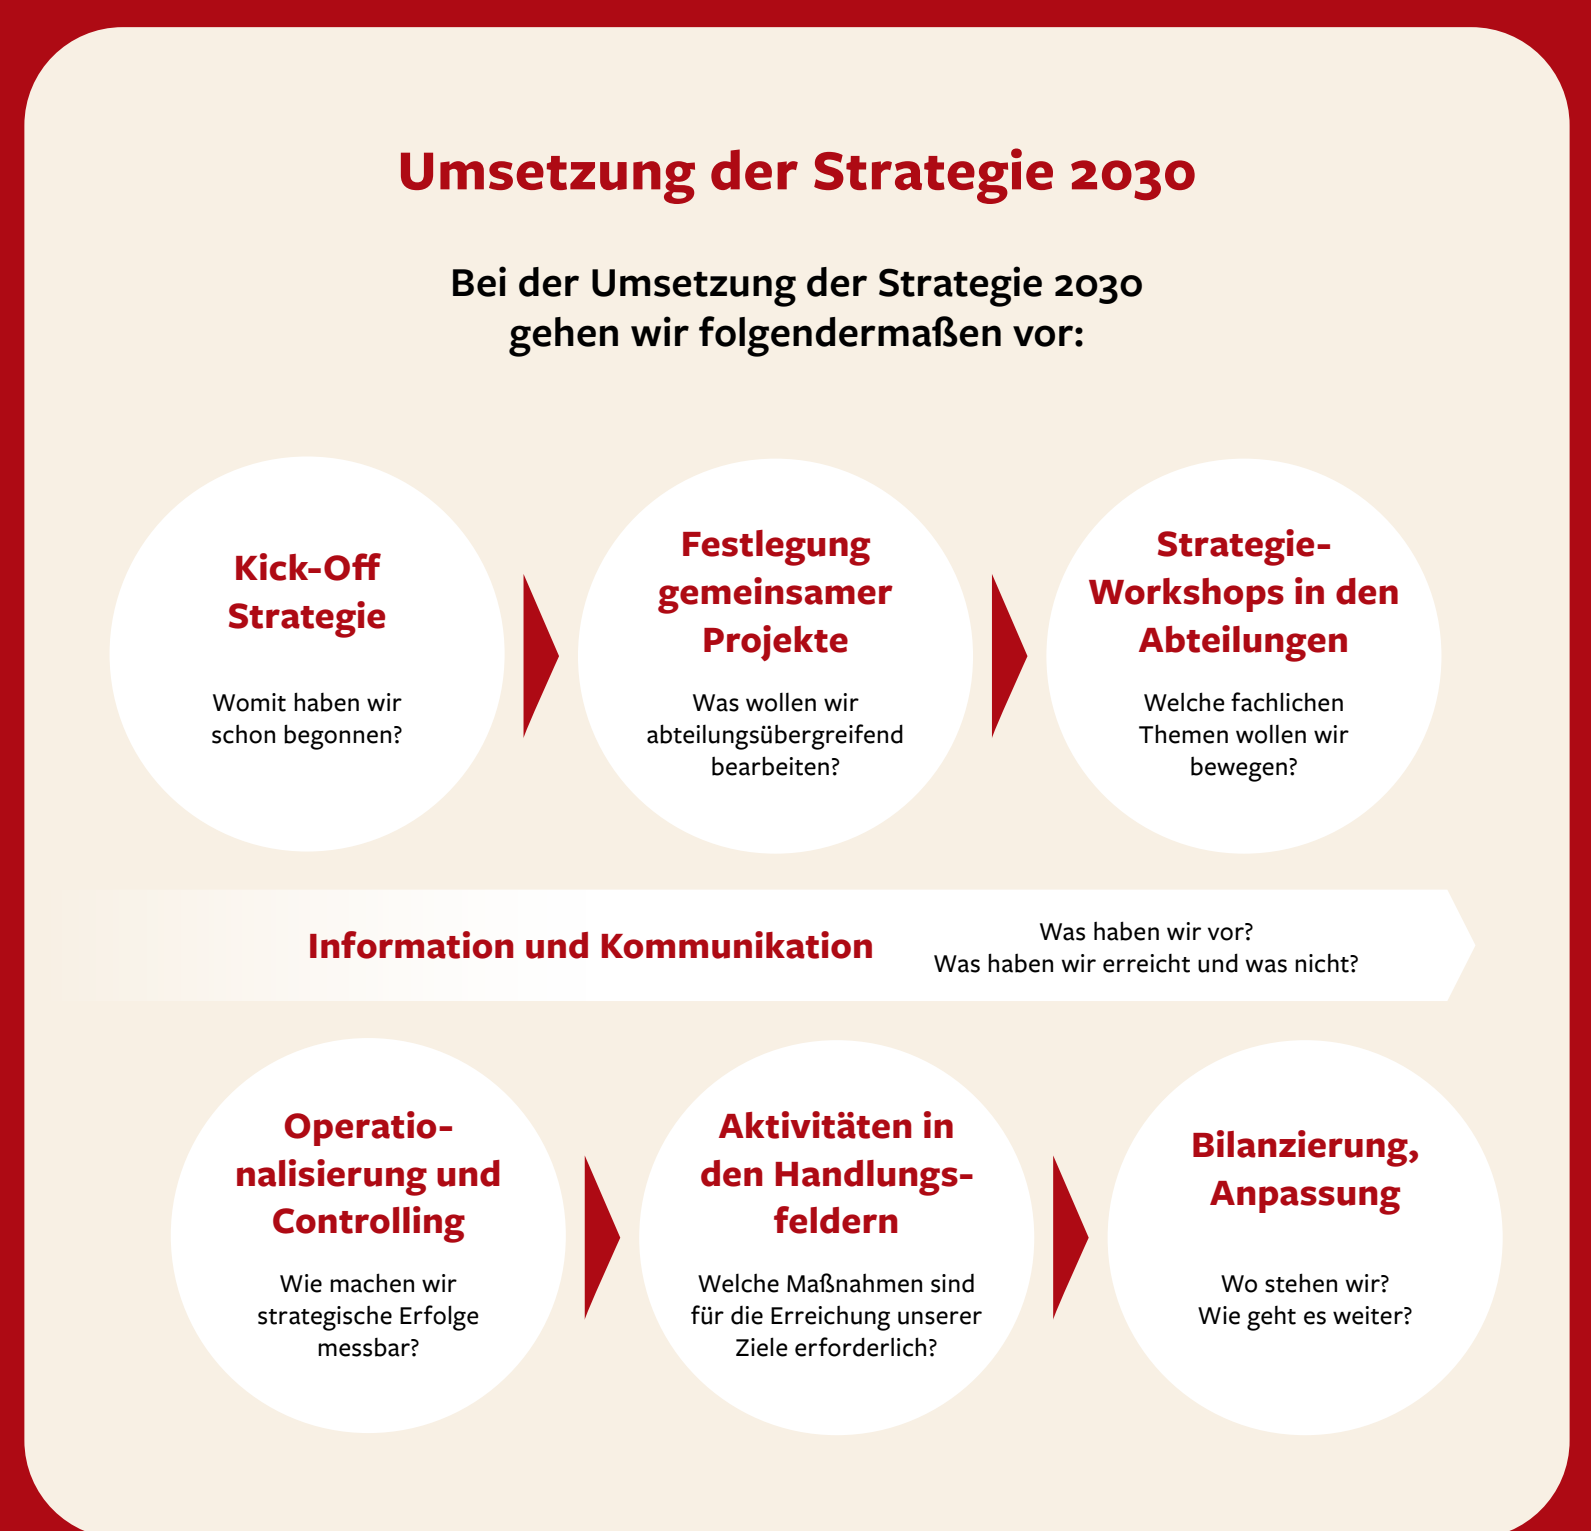 Umsetzung der Strategie 2030
Bei der Umsetzung der Strategie 2030
gehen wir folgendermaßen vor:
Kick-Off
Strategie
Womit haben wir
schon begonnen?
Festlegung
gemeinsamer
Projekte
Was wollen wir
abteilungsübergreifend
bearbeiten?
Strategie-
Workshops in den
Abteilungen
Welche fachlichen
Themen wollen wir
bewegen?
Information und Kommunikation
Was haben wir vor?
Was haben wir erreicht und was nicht?
Operatio-
nalisierung und
Controlling
Wie machen wir
strategische Erfolge
messbar?
Aktivitäten in
den Handlungs-
feldern
Welche Maßnahmen sind
für die Erreichung unserer
Ziele erforderlich?
Bilanzierung,
Anpassung
Wo stehen wir?
Wie geht es weiter?